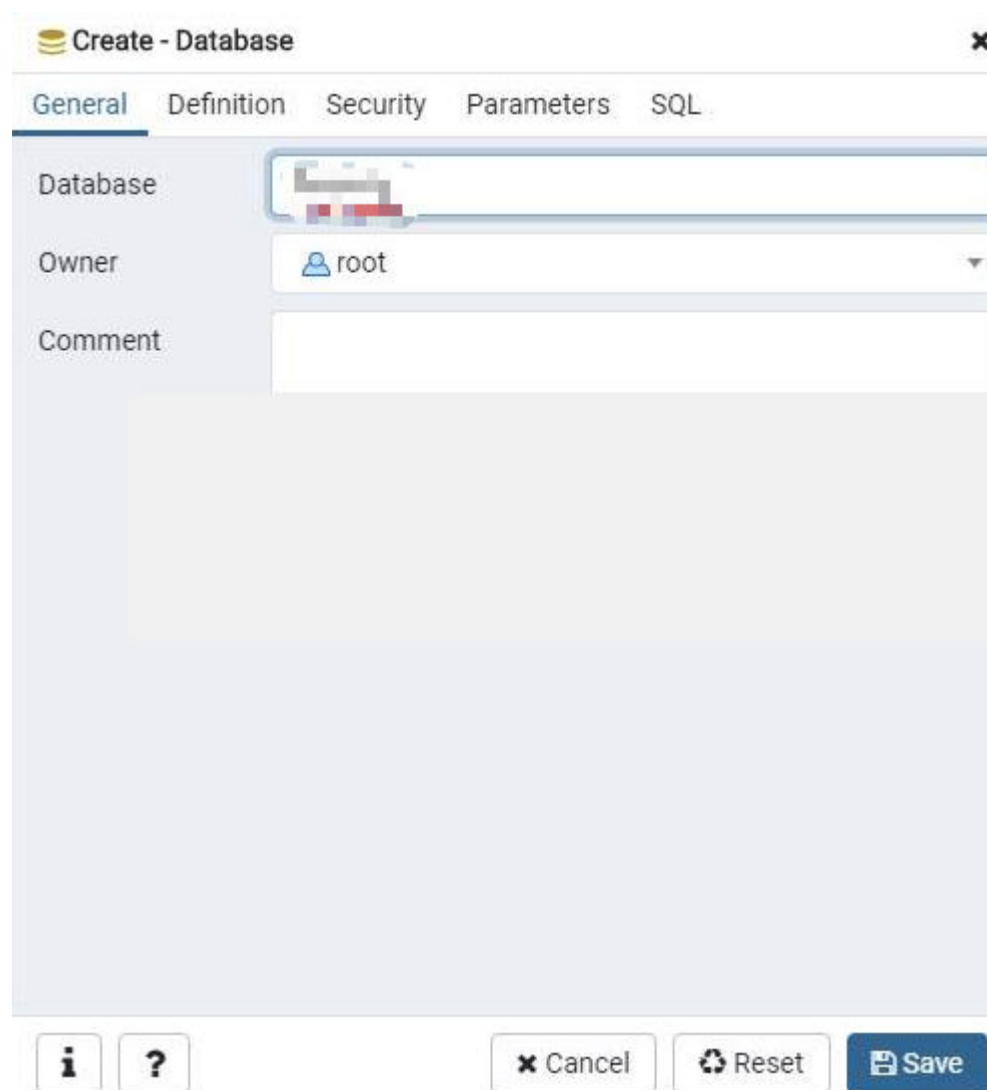 Create - Database
General Definition Security Parameters SQL
Database
Owner root
Comment
i ? Cancel Reset Save